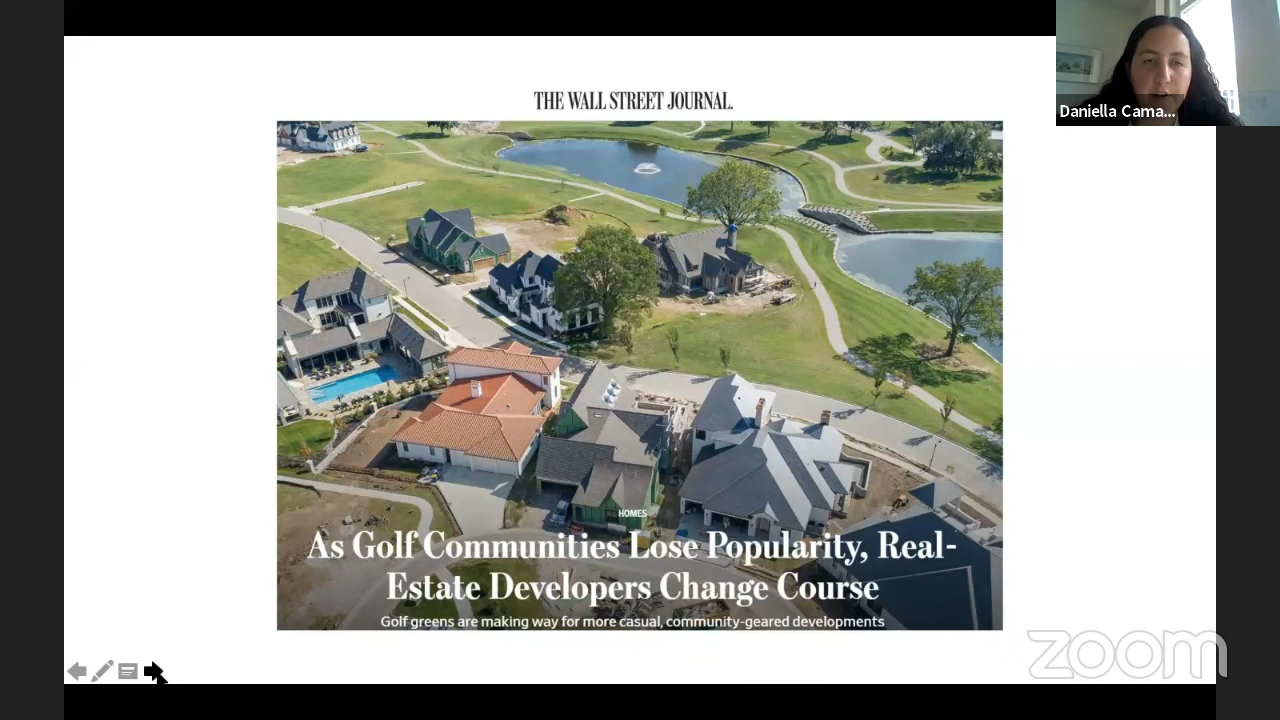 Daniella Cama...
THE WALL STREET JOURNAL.
HOMES
As Golf Communities Lose Popularity, Real-
Estate Developers Change Course
Golf greens are making way for more casual, community-geared developments
zoom